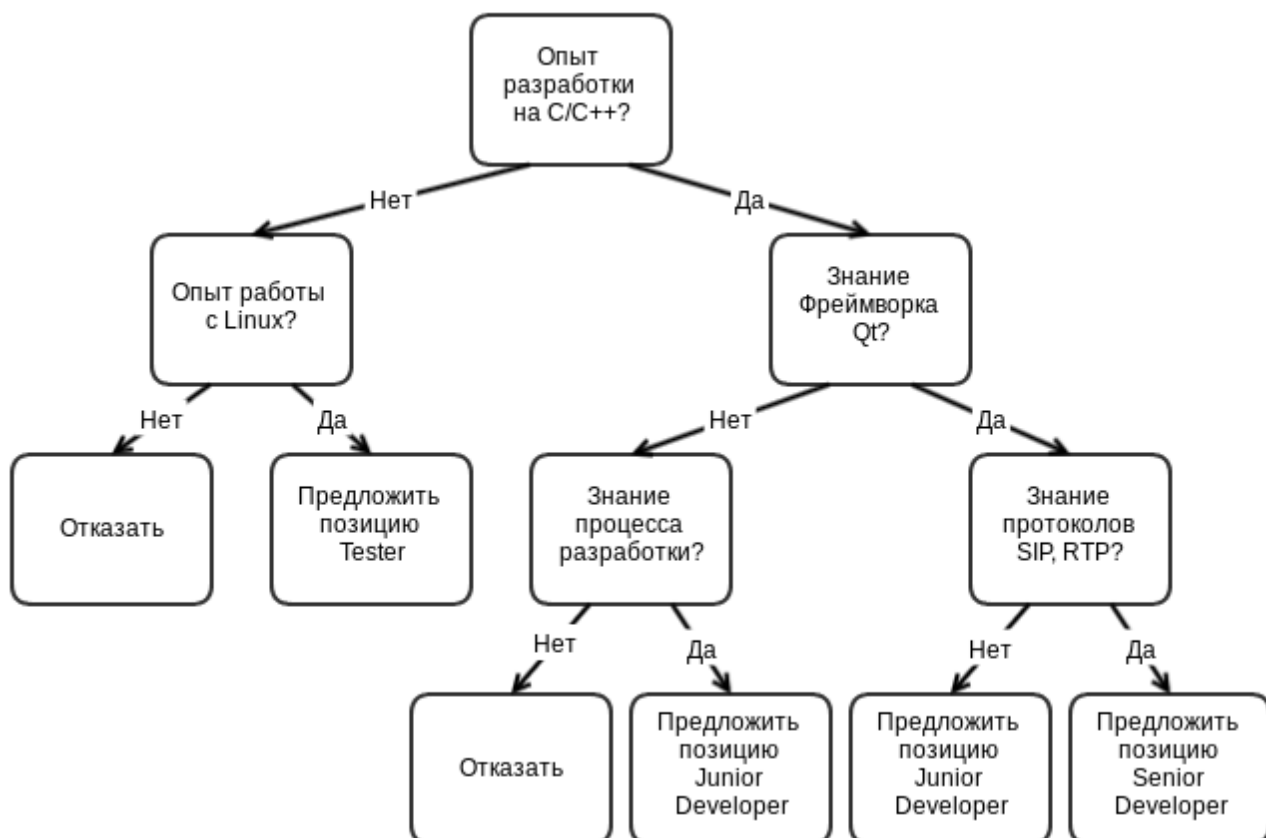 Опыт
разработки
на C/C++?
Нет
Да
Опыт работы
с Linux?
Знание
Фреймворка
Qt?
Нет
Да
Нет
Да
Отказать
Предложить
позицию
Tester
Знание
процесса
разработки?
Знание
протоколов
SIP, RTP?
Нет
Да
Нет
Да
Отказать
Предложить
позицию
Junior
Developer
Предложить
позицию
Junior
Developer
Предложить
позицию
Senior
Developer